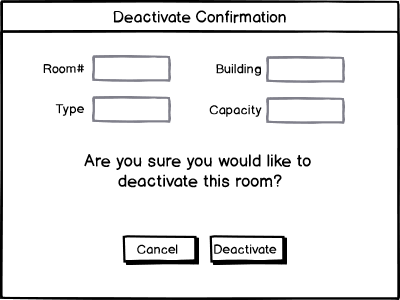 Deactivate Confirmation
Room# Building
Type Capacity
Are you sure you would like to
deactivate this room?
Cancel Deactivate